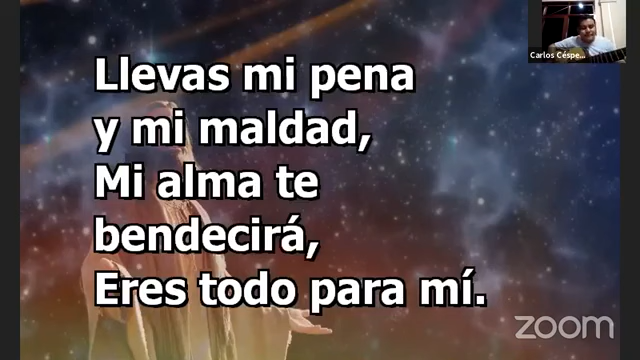 Llevas mi pena
y mi maldad,
Mi alma te
bendecirá,
Eres todo para mí.
Carlos Céspe...
zoom